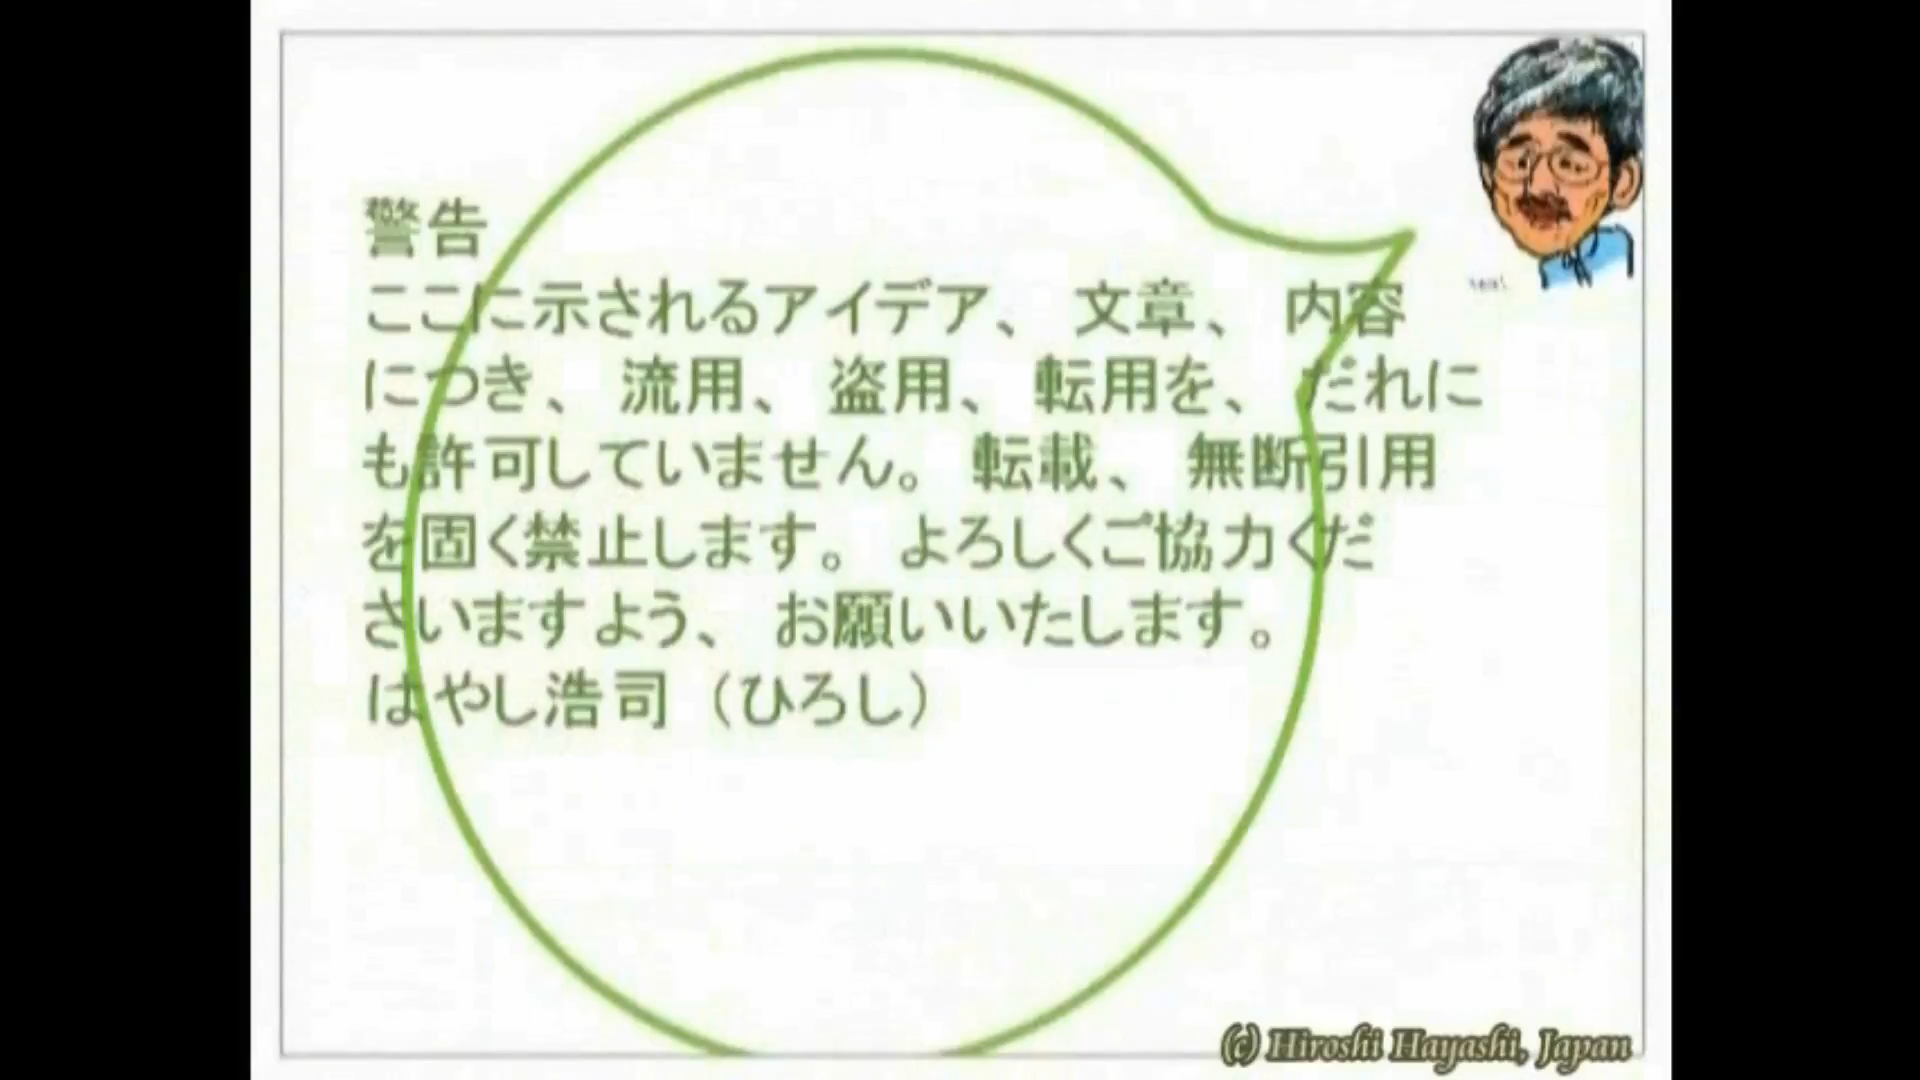 警告
ここに示されるアイデア、 文章、 内容
につき、 流用、 盗用、 転用を、 だれに
も許可していません。 転載、 無断引用
を固く禁止します。 よろしくご協力くだ
さいますよう、 お願いいたします。
はやし浩司 （ひろし）
(c) Hiroshi Hayashi, Japan